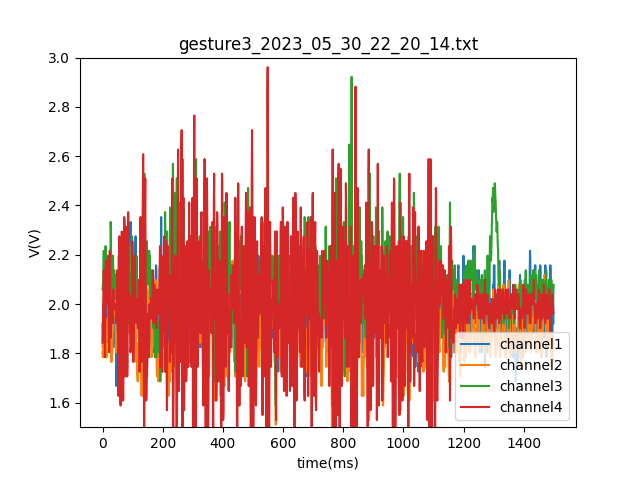 gesture3_2023_05_30_22_20_14.txt
V(V)
3.0
2.8
2.6
2.4
2.2
2.0
1.8
1.6
channel1
channel2
channel3
channel4
0 200 400 600 800 1000 1200 1400
time(ms)